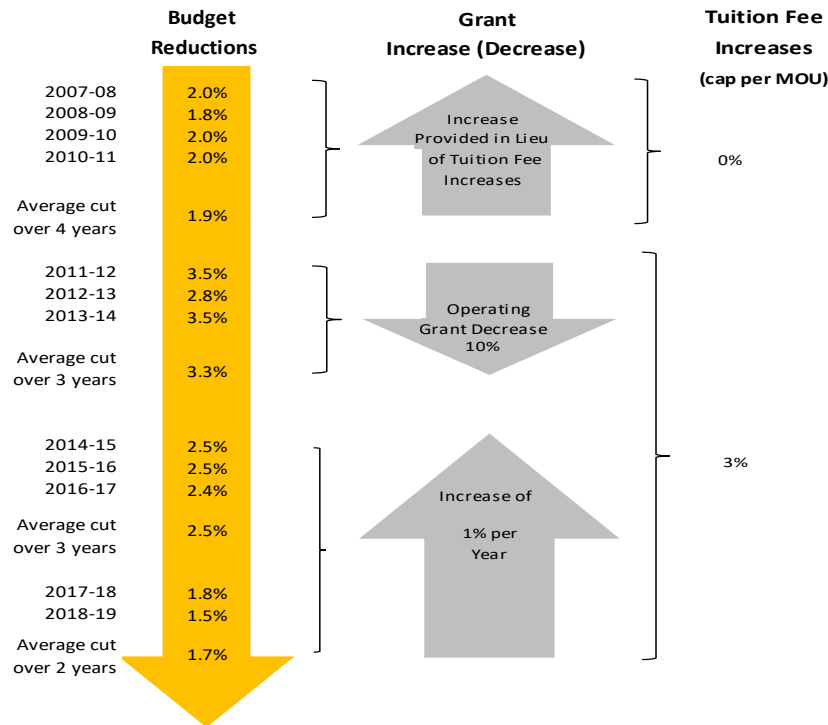 Budget
Reductions
Grant
Increase (Decrease)
Tuition Fee
Increases
(cap per MOU)
2007-08 2.0%
2008-09 1.8%
2009-10 2.0%
2010-11 2.0%
Average cut
over 4 years
1.9%
Increase
Provided in Lieu
of Tuition Fee
Increases
0%
2011-12 3.5%
2012-13 2.8%
2013-14 3.5%
Average cut
over 3 years
3.3%
Operating
Grant Decrease
10%
2014-15 2.5%
2015-16 2.5%
2016-17 2.4%
Average cut
over 3 years
2.5%
2017-18 1.8%
2018-19 1.5%
Average cut
over 2 years
1.7%
Increase of
1% per
Year
3%